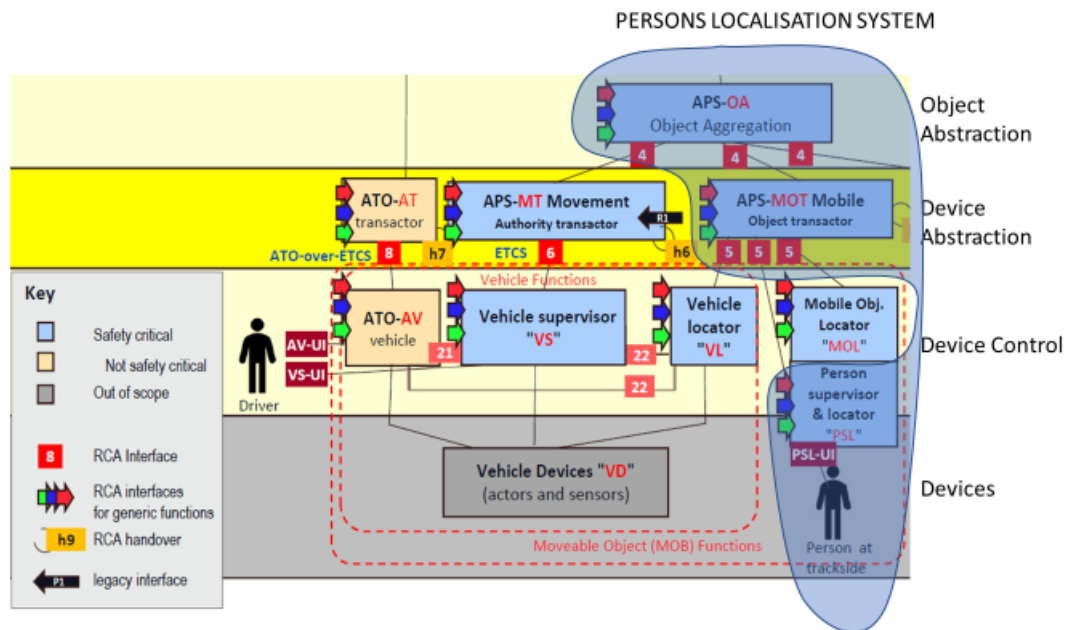 PERSONS LOCALISATION SYSTEM
APS-OA
Object Aggregation
Object
Abstraction
4
4
4
ATO-AT
transactor
APS-MT Movement
Authority transactor
R1
APS-MOT Mobile
Object transactor
Device
Abstraction
ATO-over-ETCS
8
h7
ETCS
6
h6
5
5
5
Vehicle Functions
Key
Safety critical
Not safety critical
Out of scope
8
RCA Interface
RCA interfaces
for generic functions
h9
RCA handover
P1
legacy interface
AV-UI
VS-UI
Driver
ATO-AV
vehicle
21
Vehicle supervisor
"VS"
22
22
Vehicle
locator
"VL"
Mobile Obj.
Locator
"MOL"
Device Control
Person
supervisor
& locator
"PSL"
PSL-UI
Vehicle Devices "VD"
(actors and sensors)
Devices
Moveable Object (MOB) Functions
Person at
trackside